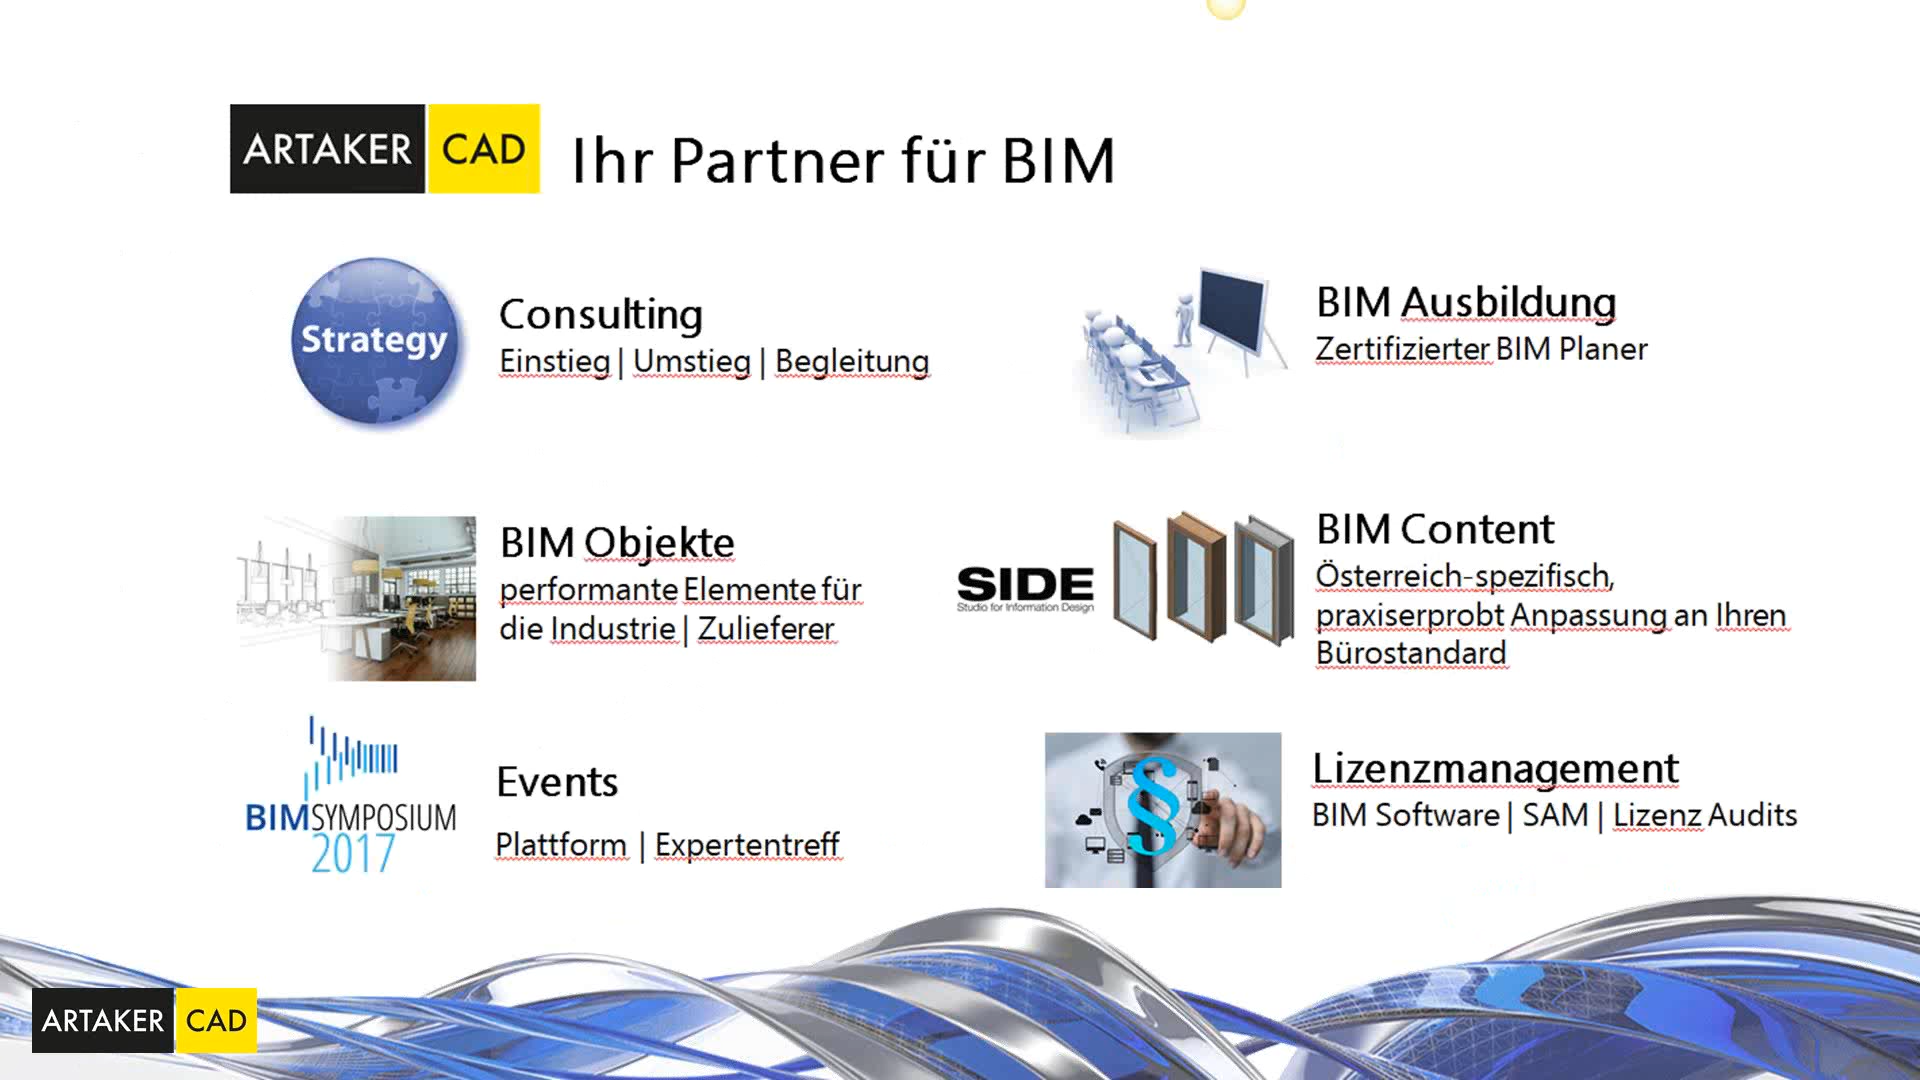 ARTAKER CAD Ihr Partner für BIM
Strategy
Consulting
Einstieg | Umstieg | Begleitung
BIM Ausbildung
Zertifizierter BIM Planer
BIM Objekte
performante Elemente für
die Industrie | Zulieferer
SIDE
Studio for Information Design
BIM Content
Österreich-spezifisch,
praxiserprobt Anpassung an Ihren
Bürostandard
BIMSYMPOSIUM
2017
Events
Plattform | Expertentreff
§
Lizenzmanagement
BIM Software | SAM | Lizenz Audits
ARTAKER CAD